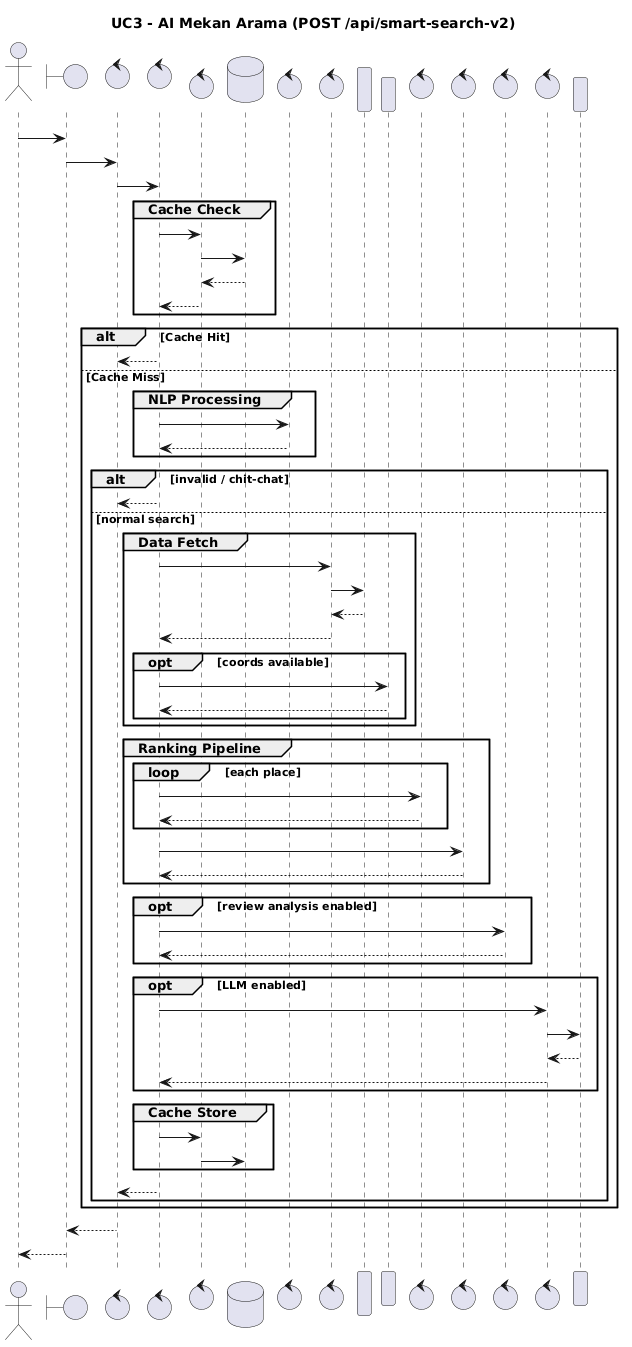 UC3 - AI Mekan Arama (POST /api/smart-search-v2)
Cache Check
alt [Cache Hit]
[Cache Miss]
NLP Processing
alt [invalid / chit-chat]
[normal search]
Data Fetch
opt [coords available]
Ranking Pipeline
loop [each place]
opt [review analysis enabled]
opt [LLM enabled]
Cache Store